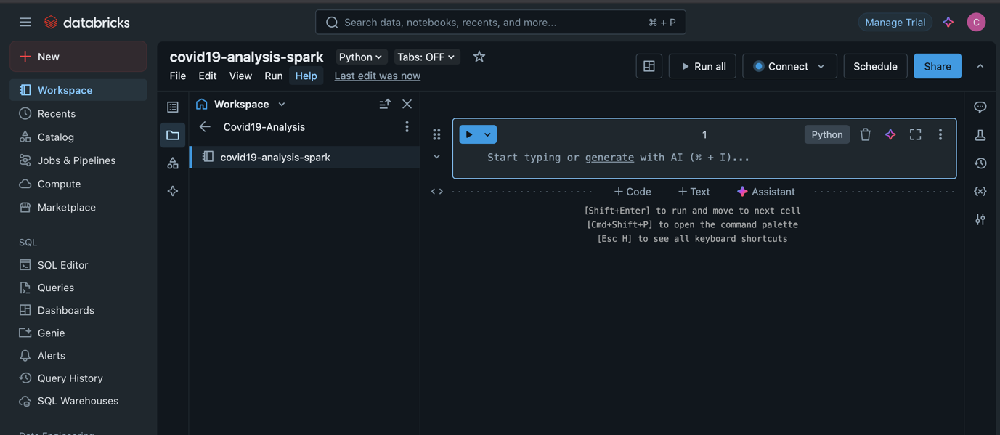 databricks
Search data, notebooks, recents, and more...
⌘ + P
Manage Trial
C
New
Workspace
Recents
Catalog
Jobs & Pipelines
Compute
Marketplace
SQL
SQL Editor
Queries
Dashboards
Genie
Alerts
Query History
SQL Warehouses
Data Engineering
covid19-analysis-spark
Python
Tabs: OFF
File Edit View Run Help Last edit was now
Run all
Connect
Schedule
Share
Workspace
Covid19-Analysis
covid19-analysis-spark
1
Python
Start typing or generate with AI (⌘ + I)...
+ Code + Text Assistant
[Shift+Enter] to run and move to next cell
[Cmd+Shift+P] to open the command palette
[Esc H] to see all keyboard shortcuts